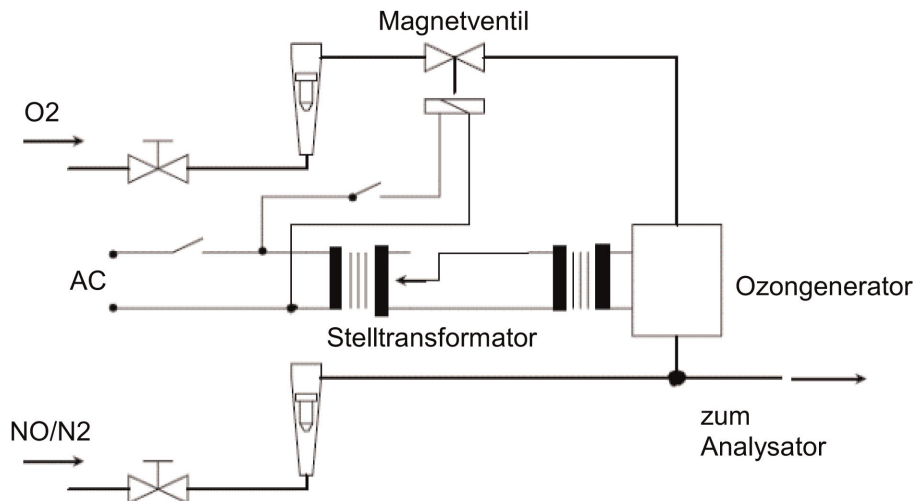 Magnetventil
O2
AC
Ozongenerator
Stelltransformator
NO/N2
zum
Analysator